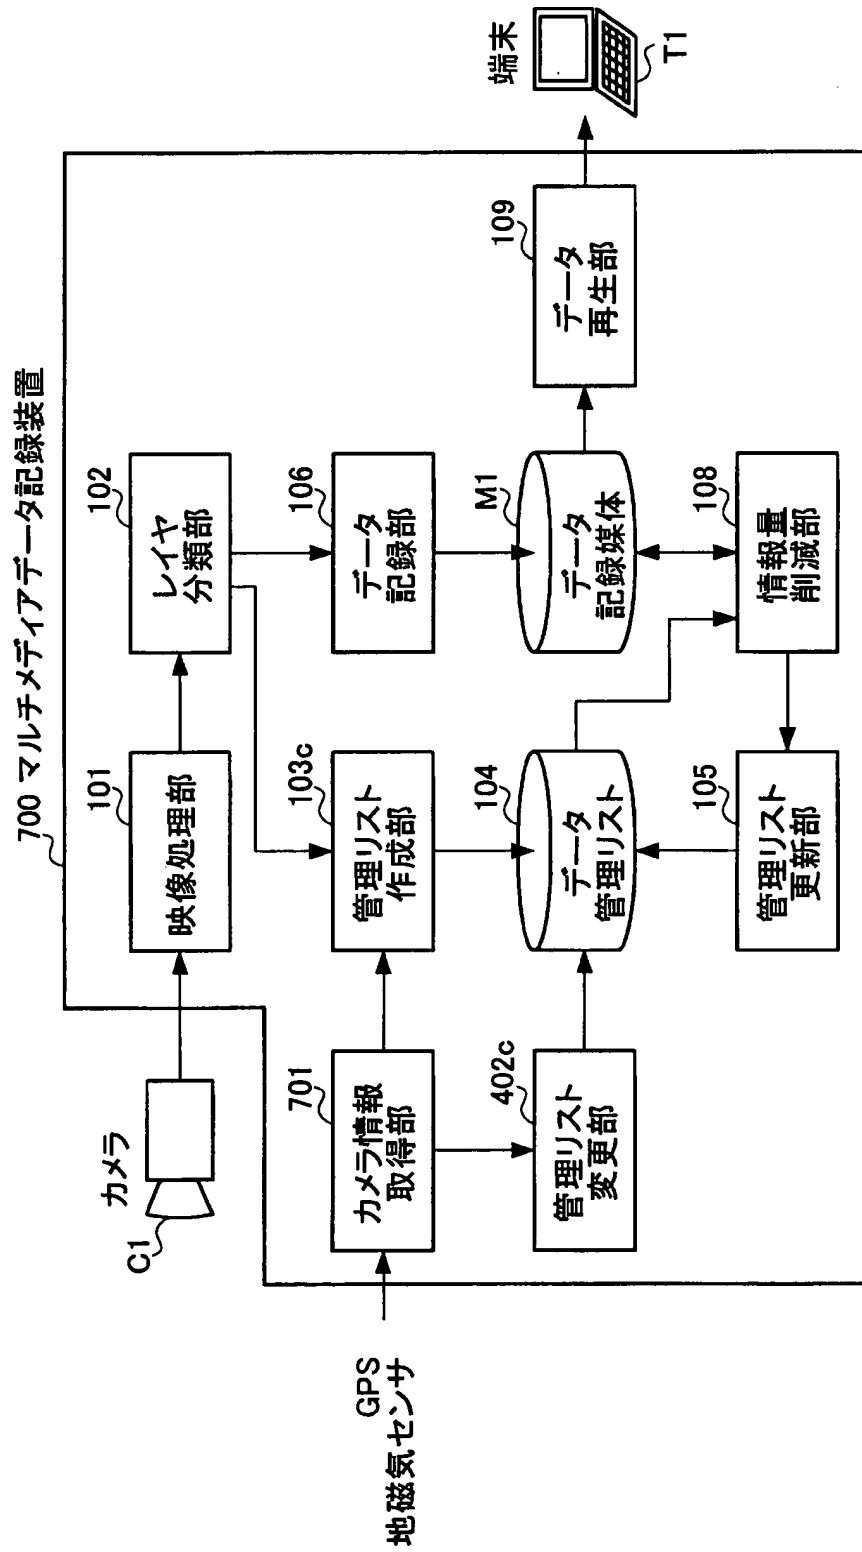 700 マルチメディアデータ記録装置
カメラ
C1
101
映像処理部
102
レイヤ
分類部
GPS
地磁気センサ
701
カメラ情報
取得部
103c
管理リスト
作成部
106
データ
記録部
402c
管理リスト
変更部
104
データ
管理リスト
M1
データ
記録媒体
109
データ
再生部
端末
T1
105
管理リスト
更新部
108
情報量
削減部